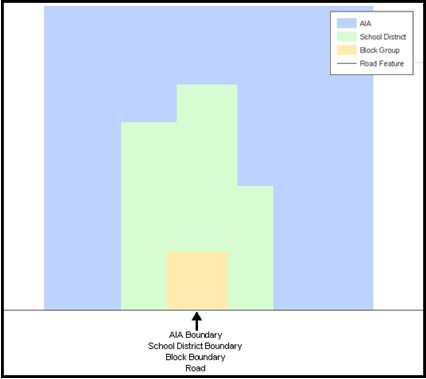 AIA
School District
Block Group
Road Feature
AIA Boundary
School District Boundary
Block Boundary
Road